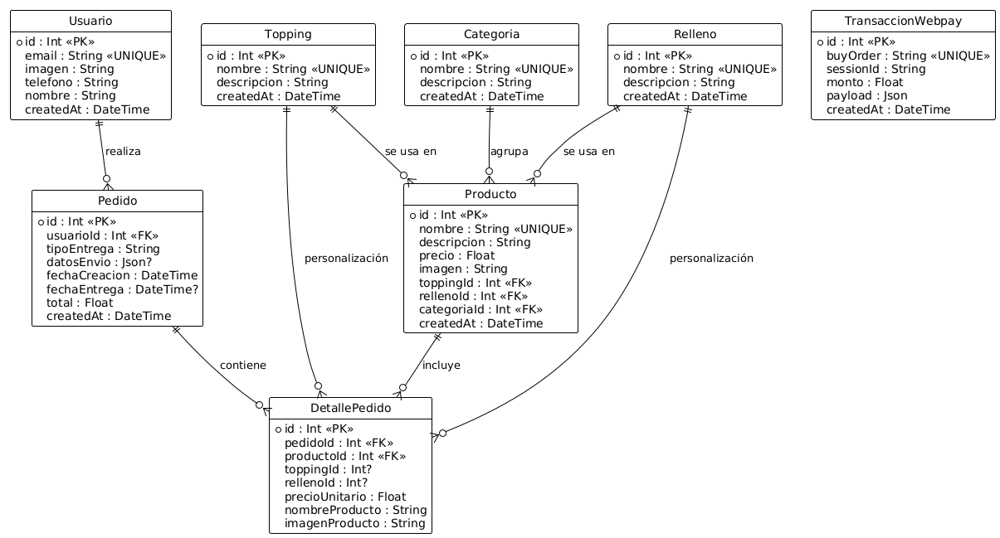 Usuario
id : Int «PK»
email : String «UNIQUE»
imagen : String
telefono : String
nombre : String
createdAt : DateTime
Topping
id : Int «PK»
nombre : String «UNIQUE»
descripcion : String
createdAt : DateTime
Categoria
id : Int «PK»
nombre : String «UNIQUE»
descripcion : String
createdAt : DateTime
Relleno
id : Int «PK»
nombre : String «UNIQUE»
descripcion : String
createdAt : DateTime
TransaccionWebpay
id : Int «PK»
buyOrder : String «UNIQUE»
sessionId : String
monto : Float
payload : Json
createdAt : DateTime
realiza
se usa en
agrupa
se usa en
Pedido
id : Int «PK»
usuarioId : Int «FK»
tipoEntrega : String
datosEnvio : Json?
fechaCreacion : DateTime
fechaEntrega : DateTime?
total : Float
createdAt : DateTime
personalización
Producto
id : Int «PK»
nombre : String «UNIQUE»
descripcion : String
precio : Float
imagen : String
toppingId : Int «FK»
rellenoId : Int «FK»
categoriaId : Int «FK»
createdAt : DateTime
personalización
contiene
incluye
DetallePedido
id : Int «PK»
pedidoId : Int «FK»
productoId : Int «FK»
toppingId : Int?
rellenoId : Int?
precioUnitario : Float
nombreProducto : String
imagenProducto : String